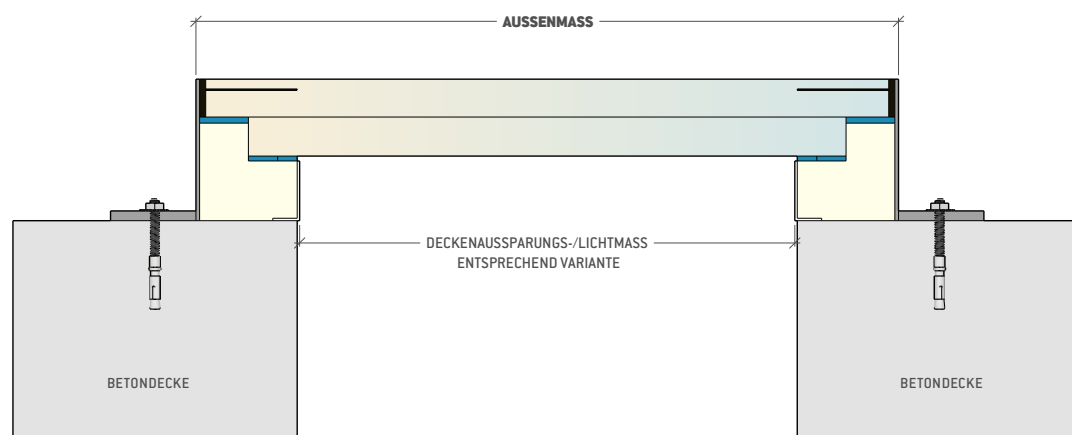 AUSSENMASS
DECKENAUSSPARUNGS-/LICHTMASS
ENTSPRECHEND VARIANTE
BETONDECKE
BETONDECKE